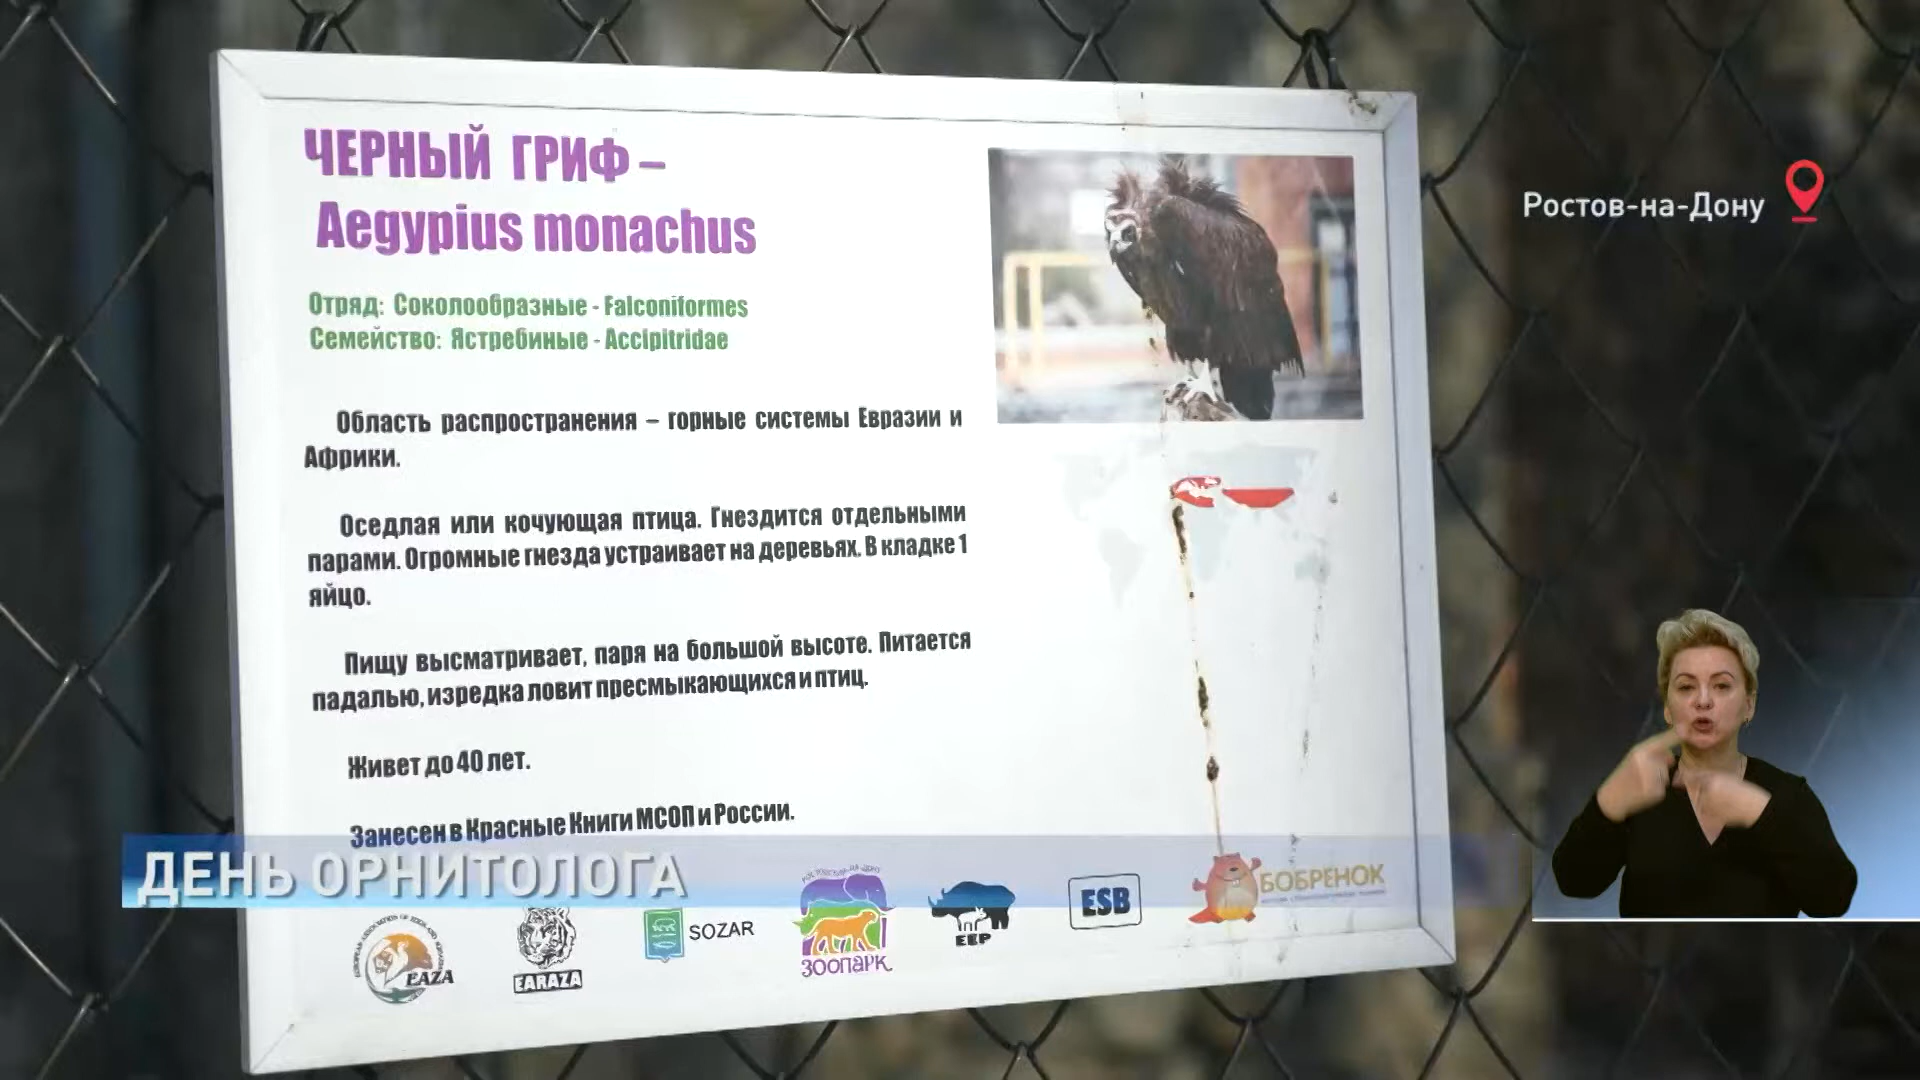 ЧЕРНЫЙ ГРИФ –
Aegypius monachus
Отряд: Соколообразные - Falconiformes
Семейство: Ястребиные - Accipitridae
Область распространения – горные системы Евразии и
Африки.
Оседлая или кочующая птица. Гнездится отдельными
парами. Огромные гнезда устраивает на деревьях. В кладке 1
яйцо.
Пищу высматривает, паря на большой высоте. Питается
падалью, изредка ловит пресмыкающихся и птиц.
Живет до 40 лет.
Занесен в Красные Книги МСОП и России.
Ростов-на-Дону
ДЕНЬ ОРНИТОЛОГА
EAZA
EARAZA
SOZAR
ЗООПАРК
EEP
ESB
БОБРЕНОК